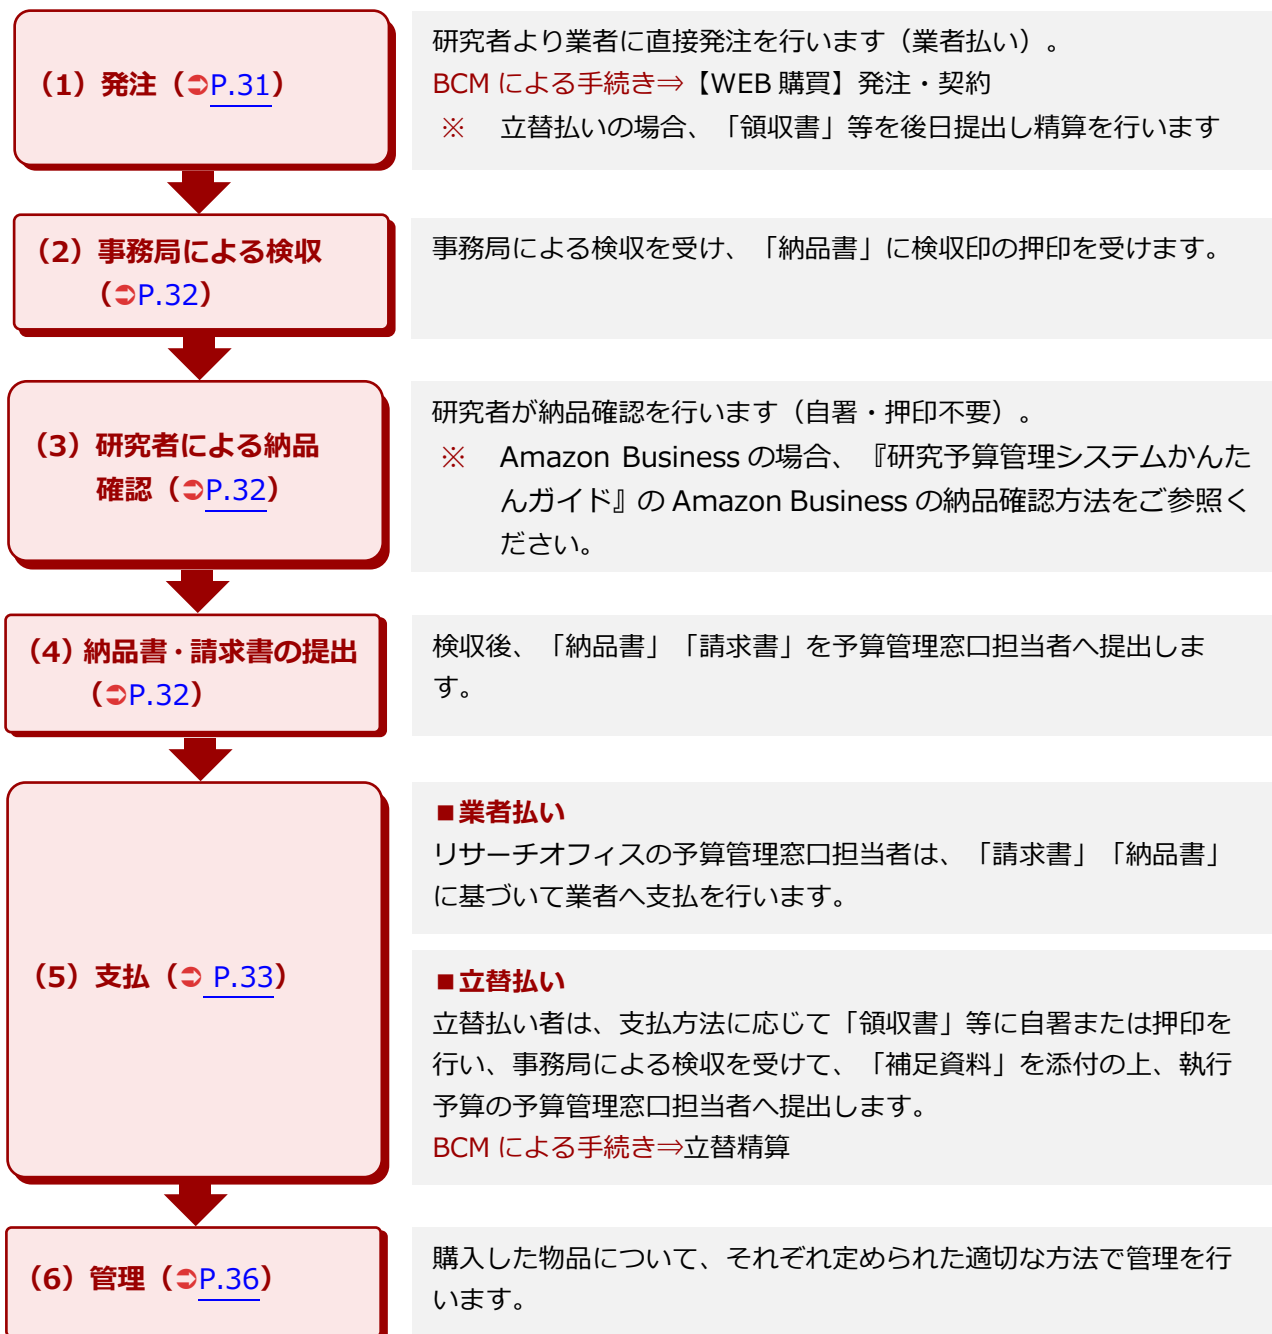 （1）発注（➲P.31）
研究者より業者に直接発注を行います（業者払い）。
BCM による手続き⇒【WEB 購買】発注・契約
※ 立替払いの場合、「領収書」等を後日提出し精算を行います
（2）事務局による検収
（➲P.32）
事務局による検収を受け、「納品書」に検収印の押印を受けます。
（3）研究者による納品
確認（➲P.32）
研究者が納品確認を行います（自署・押印不要）。
※ Amazon Business の場合、『研究予算管理システムかんた
んガイド』の Amazon Business の納品確認方法をご参照く
ださい。
（4）納品書・請求書の提出
（➲P.32）
検収後、「納品書」「請求書」を予算管理窓口担当者へ提出しま
す。
（5）支払（➲ P.33）
■業者払い
リサーチオフィスの予算管理窓口担当者は、「請求書」「納品書」
に基づいて業者へ支払を行います。
■立替払い
立替払い者は、支払方法に応じて「領収書」等に自署または押印を
行い、事務局による検収を受けて、「補足資料」を添付の上、執行
予算の予算管理窓口担当者へ提出します。
BCM による手続き⇒立替精算
（6）管理（➲P.36）
購入した物品について、それぞれ定められた適切な方法で管理を行
います。